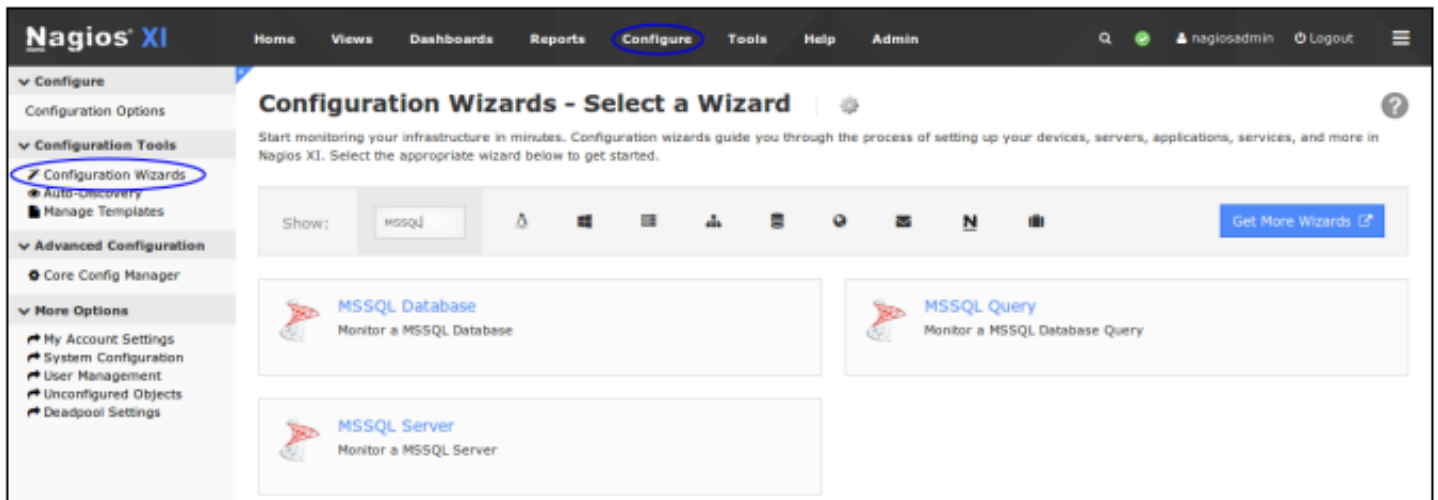 Nagios® XI
Home Views Dashboards Reports Configure Tools Help Admin nagiosadmin Logout
Configure
Configuration Options
Configuration Tools
Configuration Wizards
Auto-Discovery
Manage Templates
Advanced Configuration
Core Config Manager
More Options
My Account Settings
System Configuration
User Management
Unconfigured Objects
Deadpool Settings
Configuration Wizards - Select a Wizard
Start monitoring your infrastructure in minutes. Configuration wizards guide you through the process of setting up your devices, servers, applications, services, and more in
Nagios XI. Select the appropriate wizard below to get started.
Show: MSSQL N Get More Wizards
MSSQL Database
Monitor a MSSQL Database
MSSQL Query
Monitor a MSSQL Database Query
MSSQL Server
Monitor a MSSQL Server